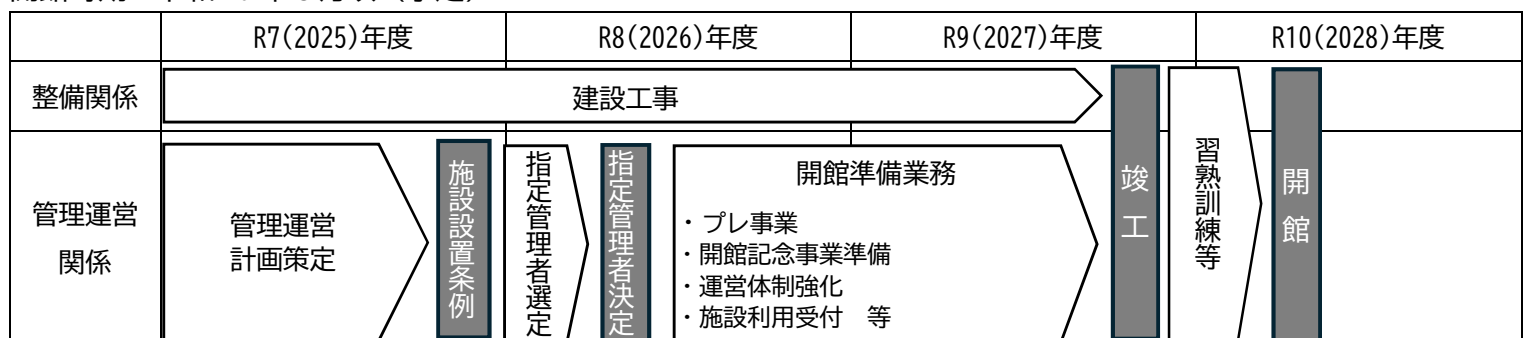 R7(2025)年度
R8(2026)年度
R9(2027)年度
R10(2028)年度
整備関係
建設工事
管理運営
関係
管理運営
計画策定
施設設置条例
指定管理者選定
指定管理者決定
開館準備業務
・プレ事業
・開館記念事業準備
・運営体制強化
・施設利用受付 等
竣工
習熟訓練等
開館